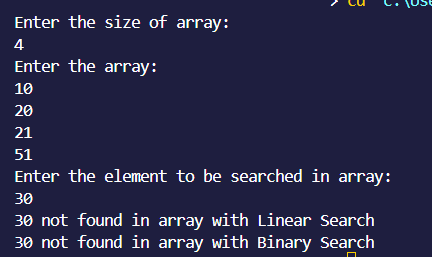 > cd "c:\Use
Enter the size of array:
4
Enter the array:
10
20
21
51
Enter the element to be searched in array:
30
30 not found in array with Linear Search
30 not found in array with Binary Search